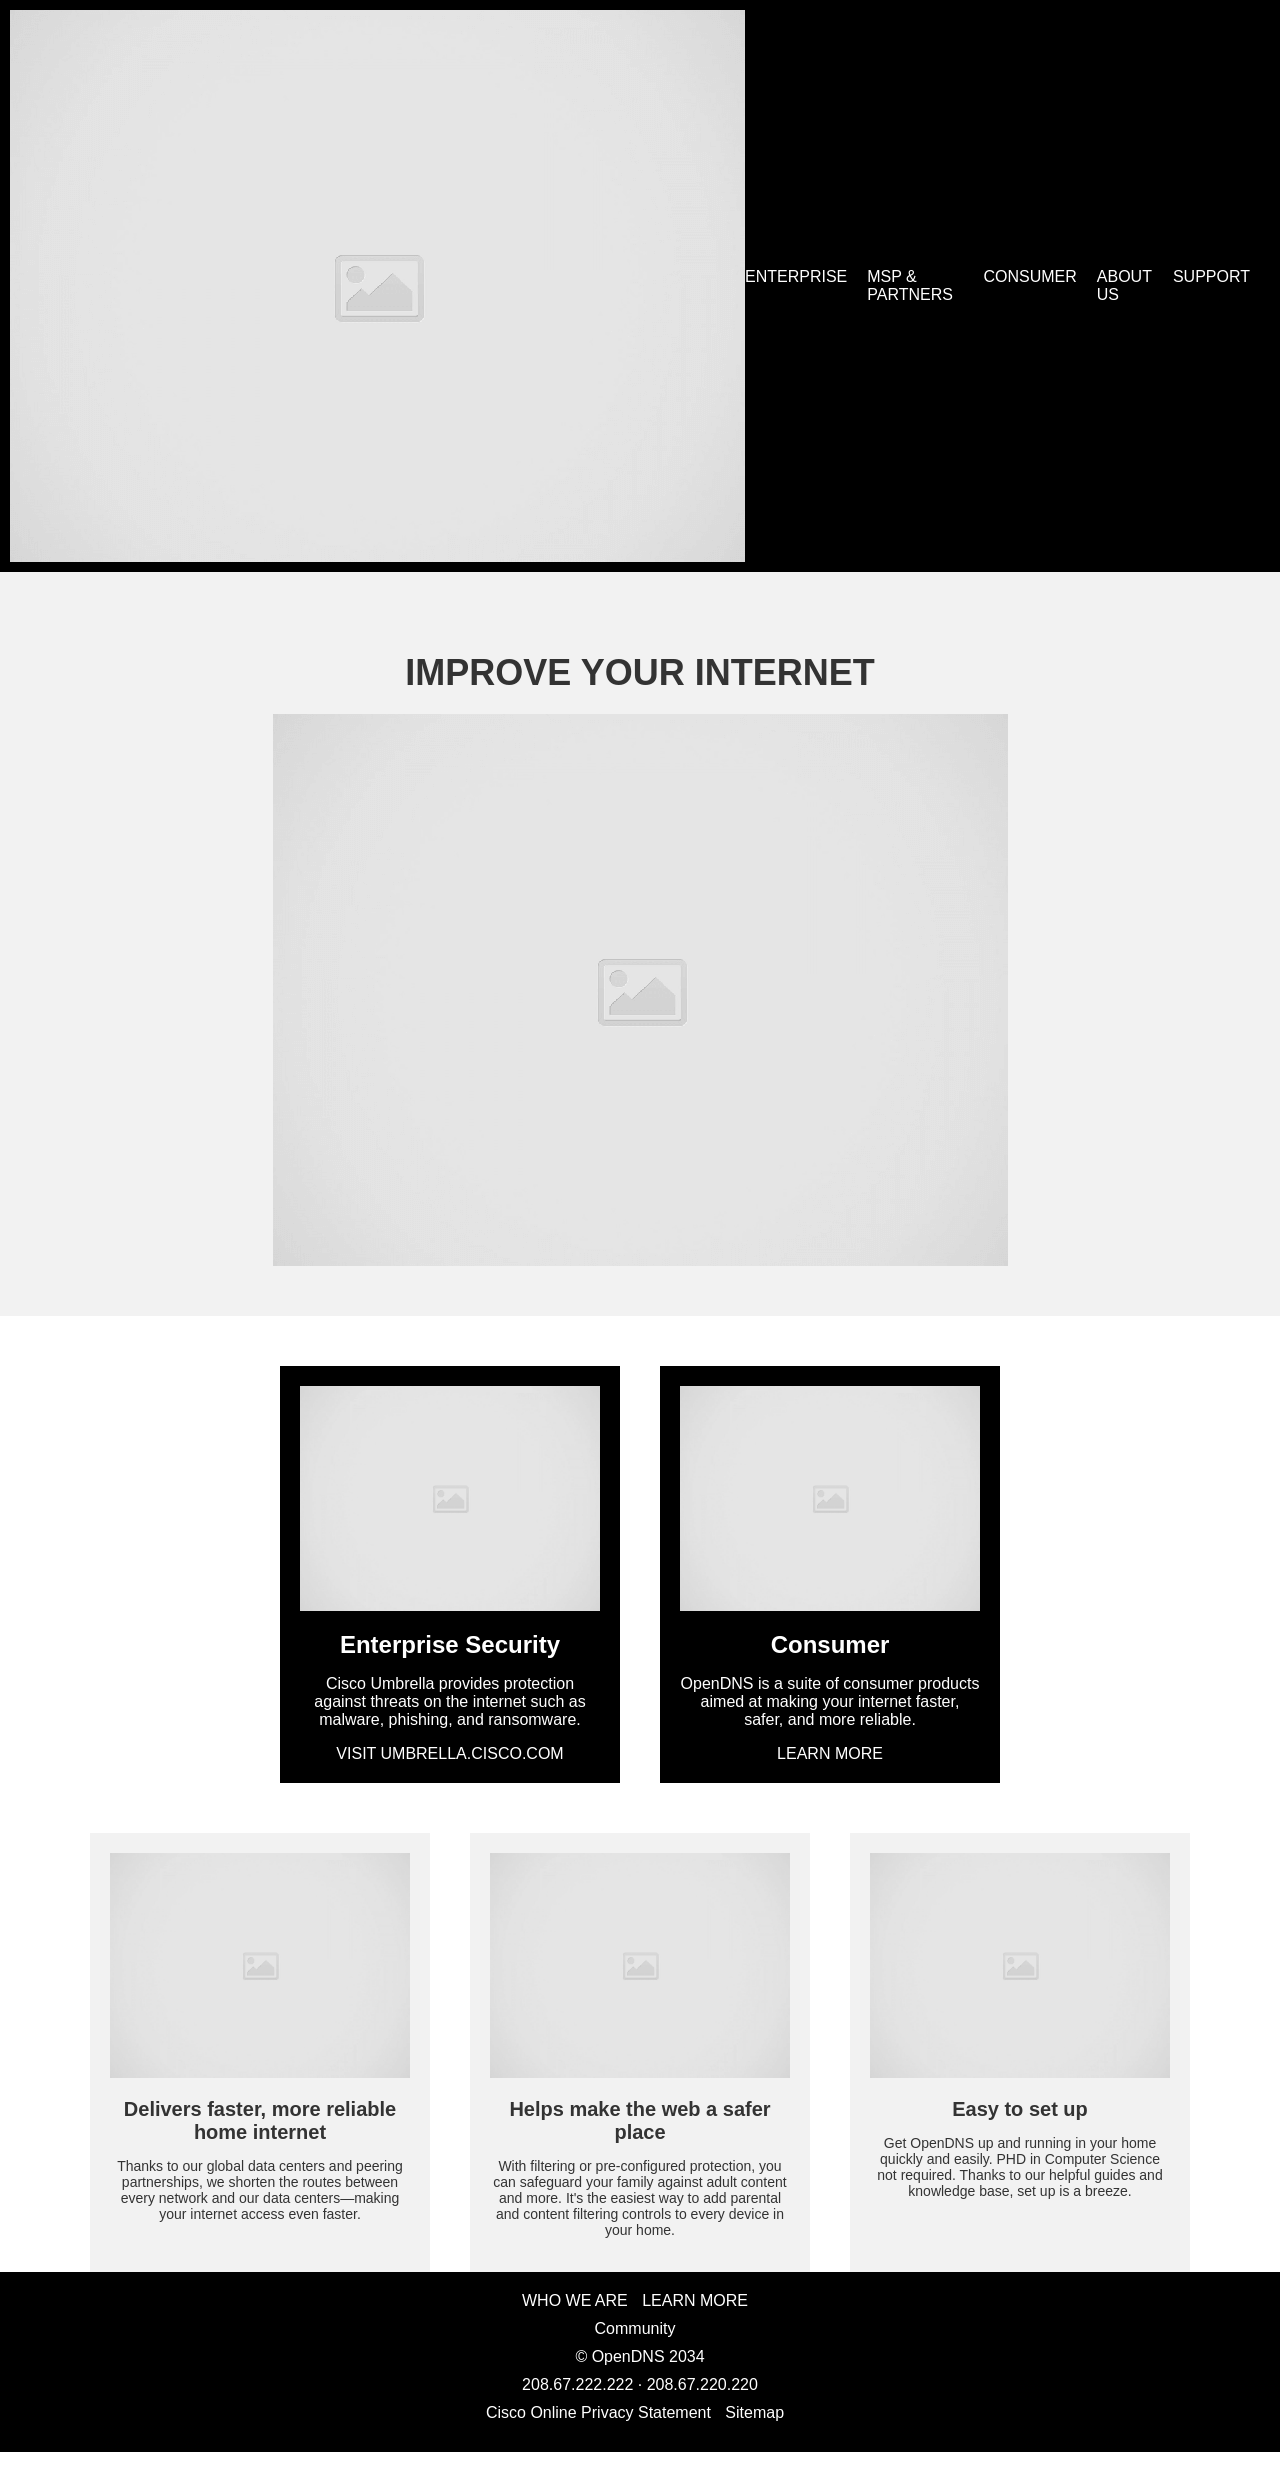 ENTERPRISE MSP & CONSUMER ABOUT SUPPORT
PARTNERS US
IMPROVE YOUR INTERNET
Enterprise Security
Cisco Umbrella provides protection
against threats on the internet such as
malware, phishing, and ransomware.
VISIT UMBRELLA.CISCO.COM
Consumer
OpenDNS is a suite of consumer products
aimed at making your internet faster,
safer, and more reliable.
LEARN MORE
Delivers faster, more reliable
home internet
Thanks to our global data centers and peering
partnerships, we shorten the routes between
every network and our data centers—making
your internet access even faster.
Helps make the web a safer
place
With filtering or pre-configured protection, you
can safeguard your family against adult content
and more. It's the easiest way to add parental
and content filtering controls to every device in
your home.
Easy to set up
Get OpenDNS up and running in your home
quickly and easily. PHD in Computer Science
not required. Thanks to our helpful guides and
knowledge base, set up is a breeze.
WHO WE ARE LEARN MORE
Community
© OpenDNS 2034
208.67.222.222 · 208.67.220.220
Cisco Online Privacy Statement Sitemap